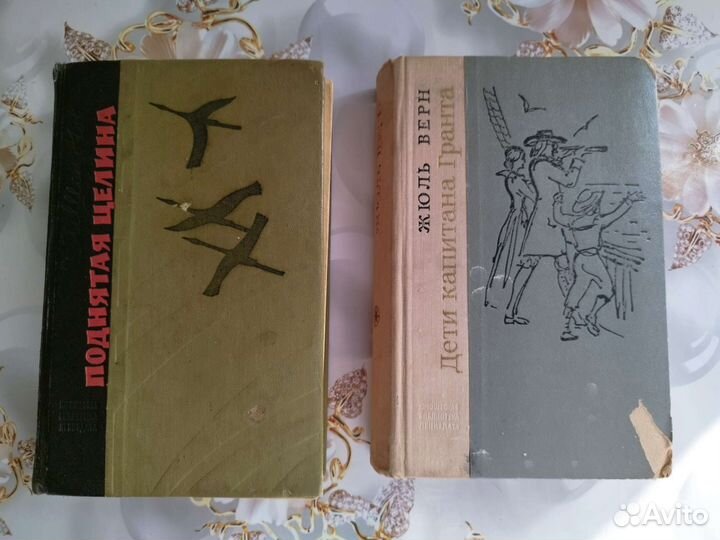 ПОДНЯТАЯ ЦЕЛИНА
ЖЮЛЬ ВЕРН
Дети капитана Гранта
Avito